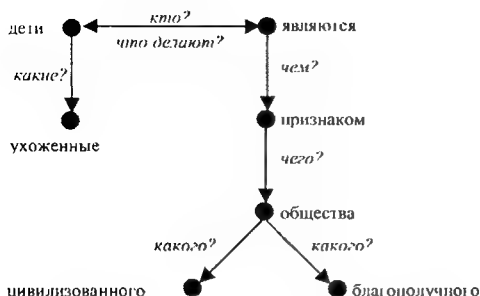 дети кто? являются
что делают?
какие? чем?
ухоженные признаком
чего?
общества
какого? какого?
цивилизованного благополучного